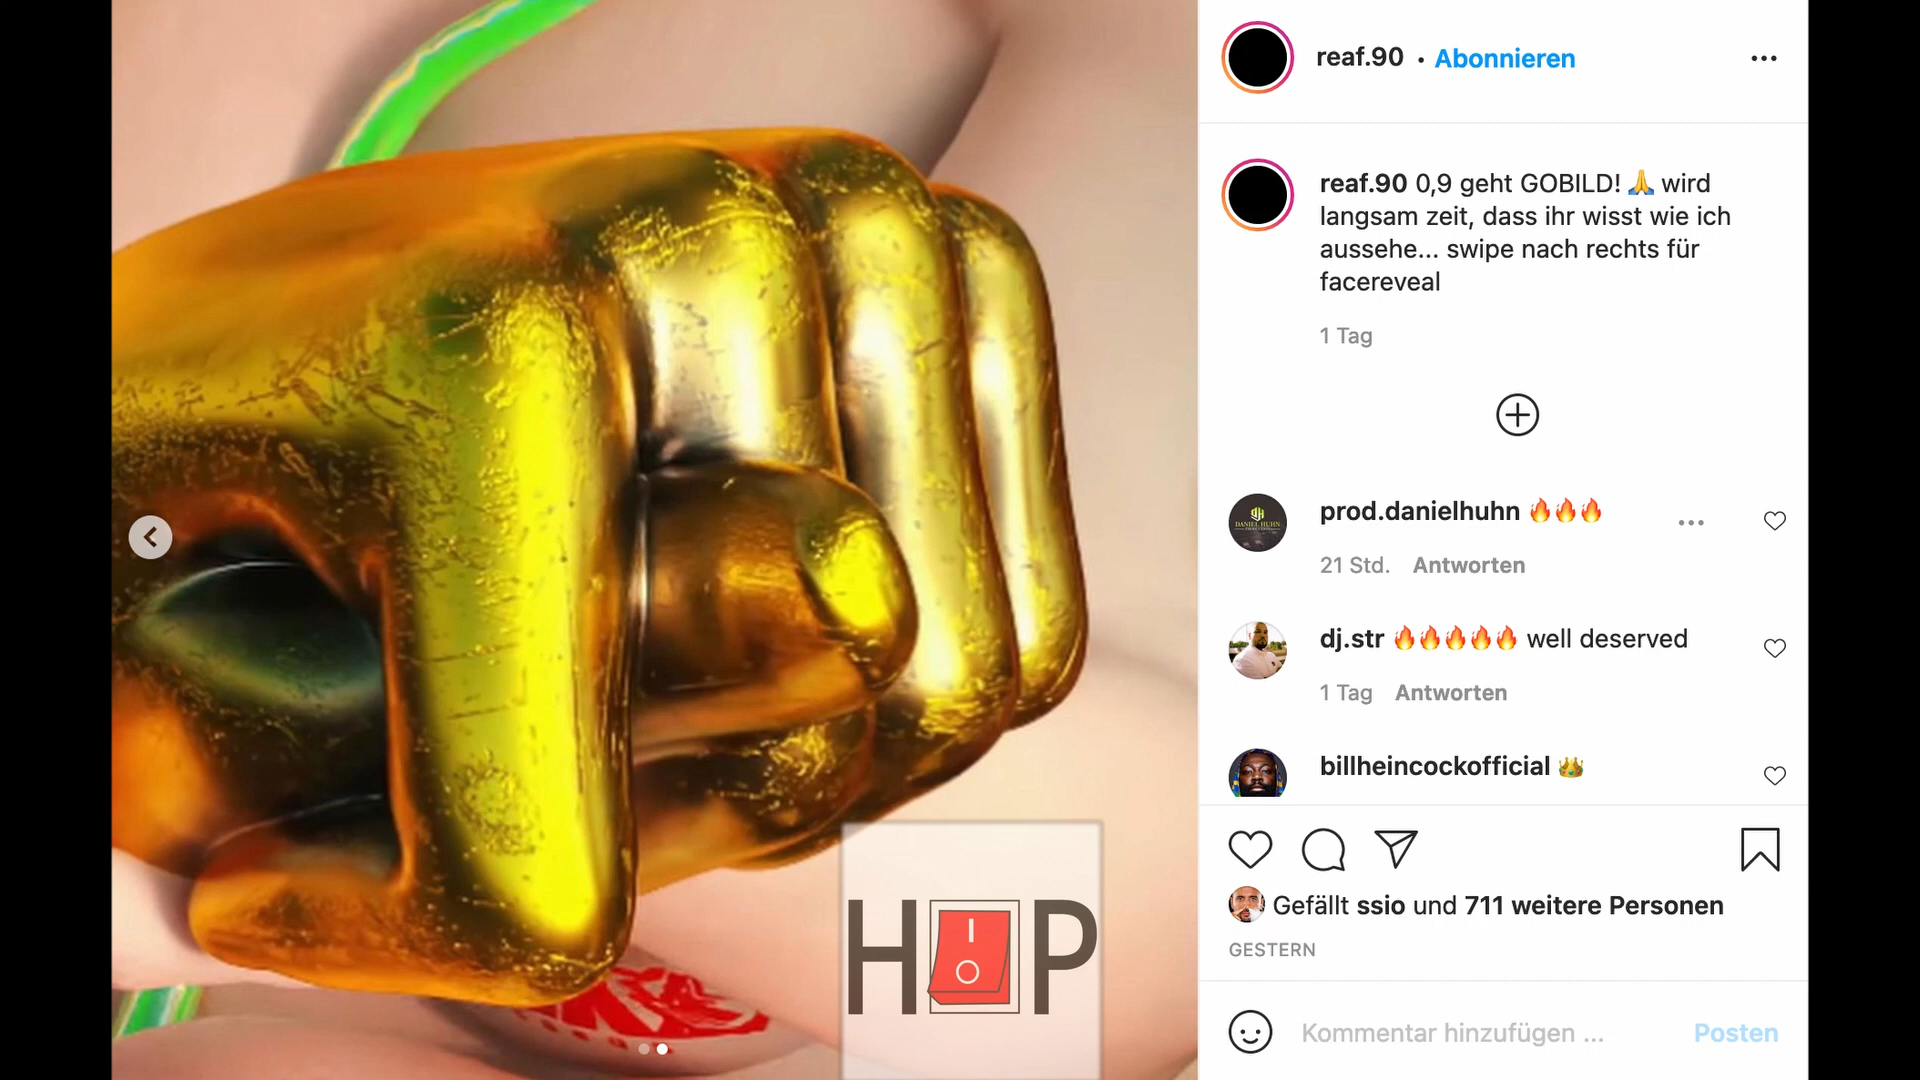 reaf.90 • Abonnieren
reaf.90 0,9 geht GOBILD! 🙏 wird
langsam zeit, dass ihr wisst wie ich
aussehe... swipe nach rechts für
facereveal
1 Tag
prod.danielhuhn 🔥🔥🔥
DANIEL HUHN
21 Std. Antworten
dj.str 🔥🔥🔥🔥🔥 well deserved
1 Tag Antworten
billheincockofficial 👑
Gefällt ssio und 711 weitere Personen
GESTERN
Kommentar hinzufügen ... Posten
H P